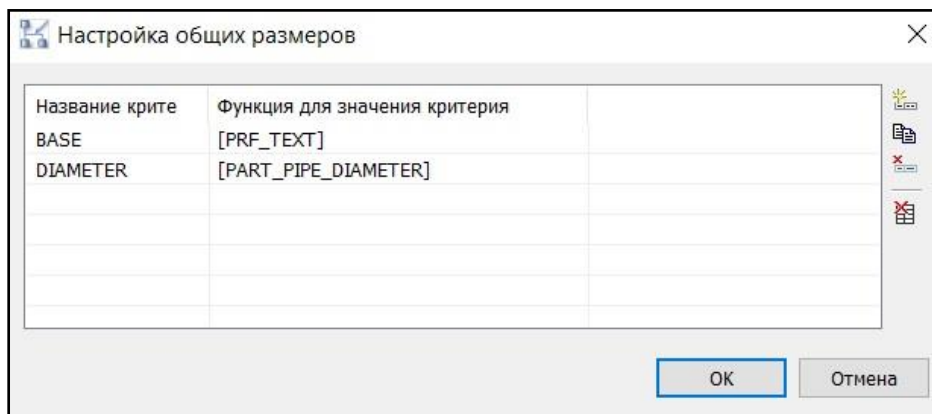 Настройка общих размеров
Название крите Функция для значения критерия
BASE [PRF_TEXT]
DIAMETER [PART_PIPE_DIAMETER]
OK Отмена